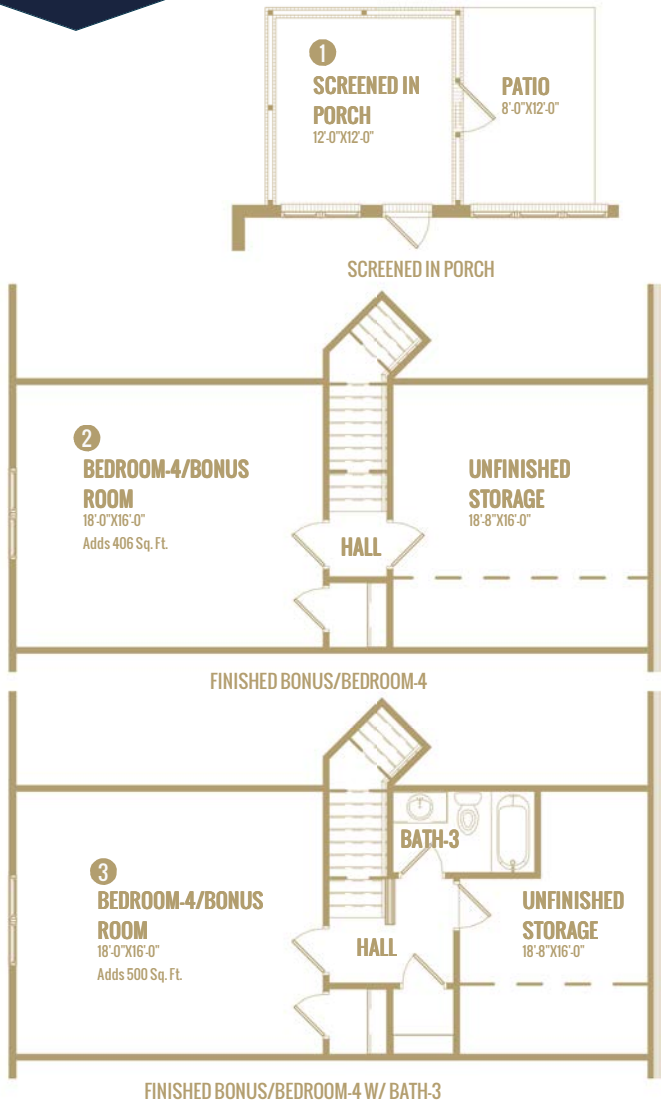 1
SCREENED IN
PORCH
12'-0"X12'-0"
PATIO
8'-0"X12'-0"
SCREENED IN PORCH
2
BEDROOM-4/BONUS
ROOM
18'-0"X16'-0"
Adds 406 Sq. Ft.
HALL
UNFINISHED
STORAGE
18'-8"X16'-0"
FINISHED BONUS/BEDROOM-4
3
BEDROOM-4/BONUS
ROOM
18'-0"X16'-0"
Adds 500 Sq. Ft.
BATH-3
HALL
UNFINISHED
STORAGE
18'-8"X16'-0"
FINISHED BONUS/BEDROOM-4 W/ BATH-3